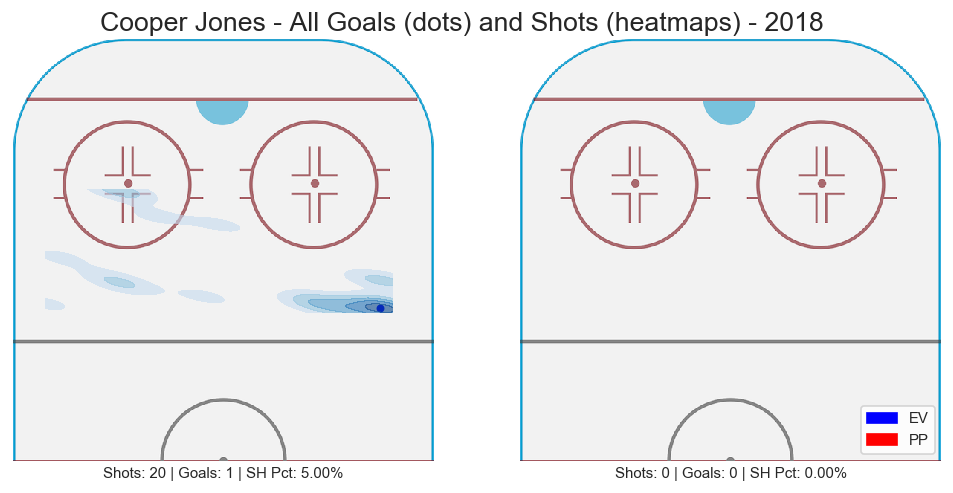 Cooper Jones - All Goals (dots) and Shots (heatmaps) - 2018
EV
PP
Shots: 20 | Goals: 1 | SH Pct: 5.00%
Shots: 0 | Goals: 0 | SH Pct: 0.00%